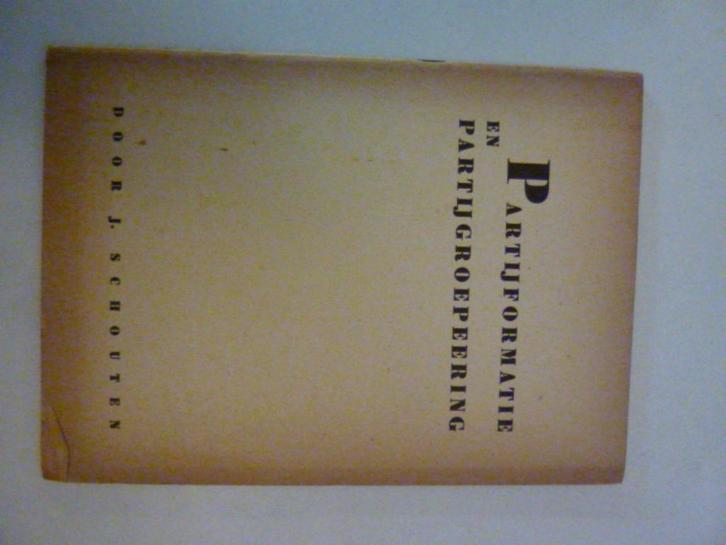 PARTIJFORMATIE
EN
PARTIJGROEPEERING
DOOR J. SCHOUTEN